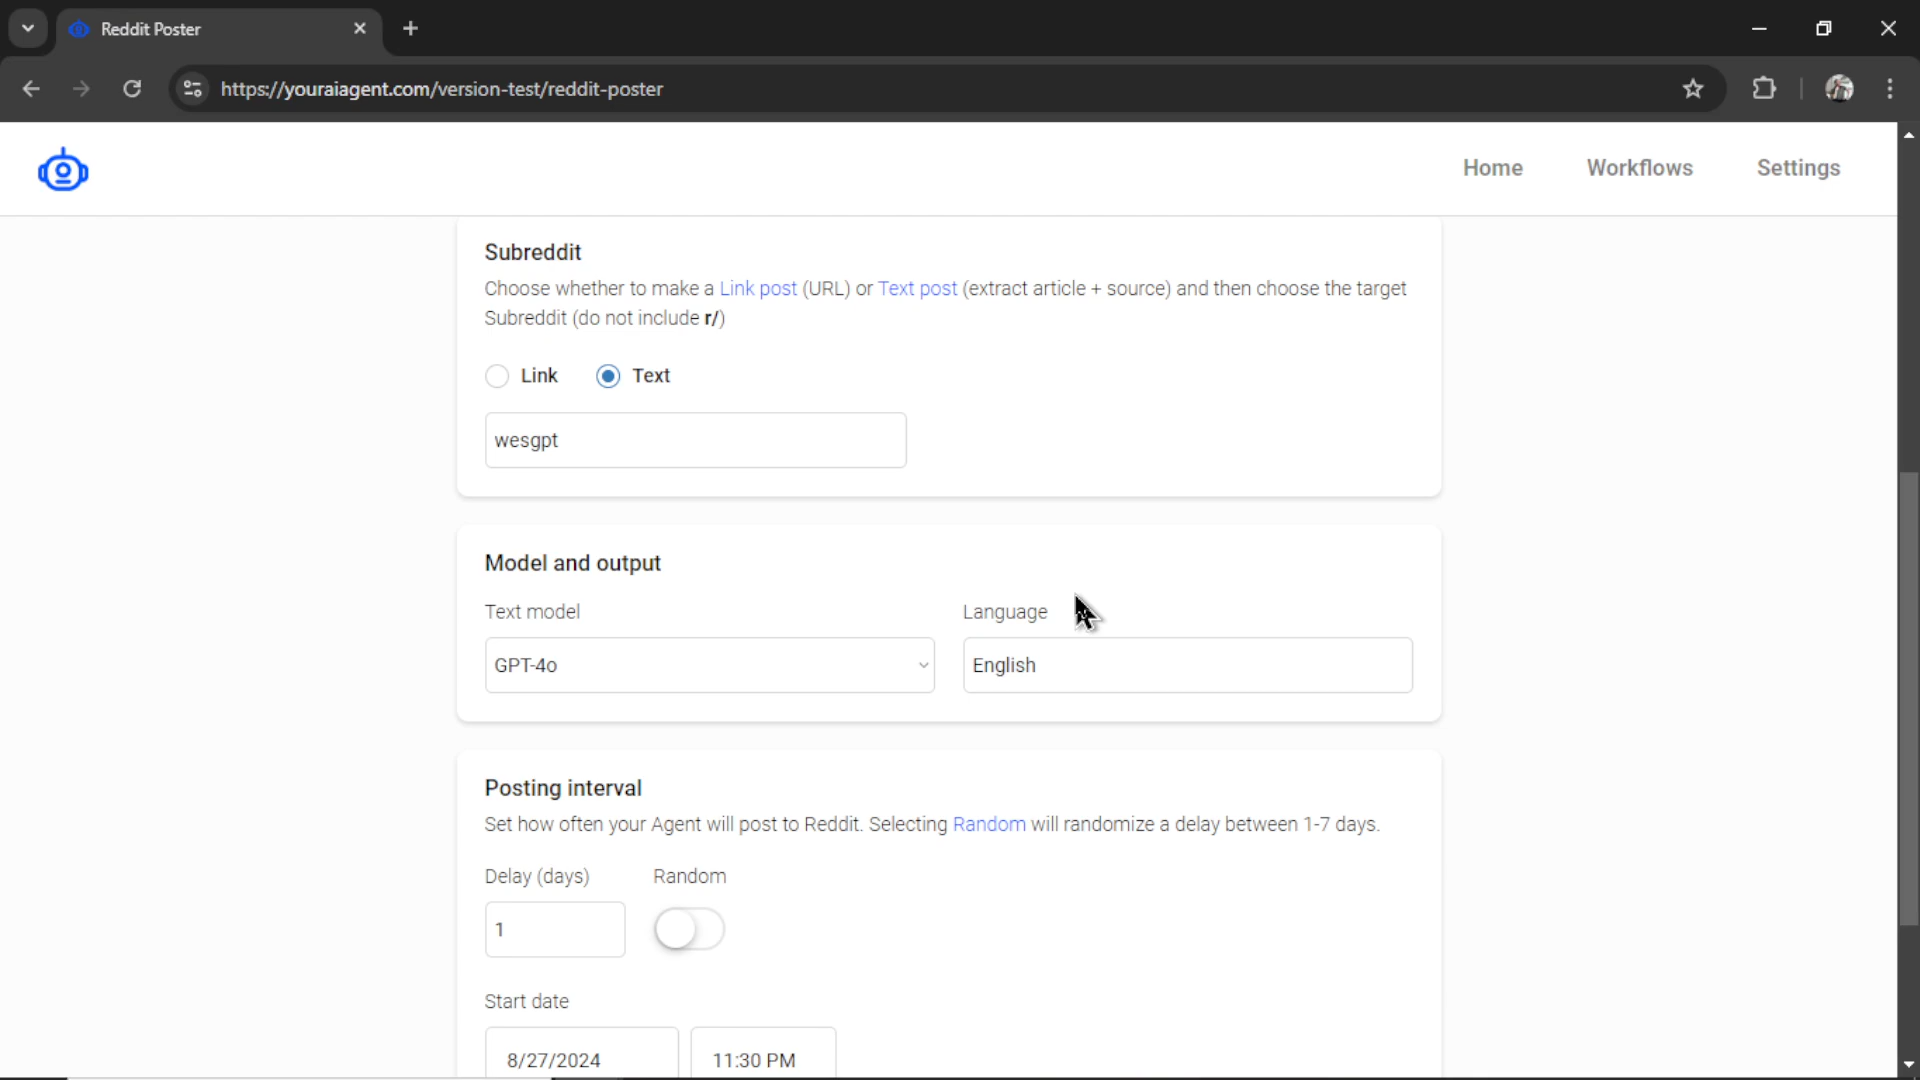 Reddit Poster
https://youraiagent.com/version-test/reddit-poster
Home Workflows Settings
Subreddit
Choose whether to make a Link post (URL) or Text post (extract article + source) and then choose the target
Subreddit (do not include r/)
Link Text
wesgpt
Model and output
Text model Language
GPT-4o English
Posting interval
Set how often your Agent will post to Reddit. Selecting Random will randomize a delay between 1-7 days.
Delay (days) Random
1
Start date
8/27/2024 11:30 PM